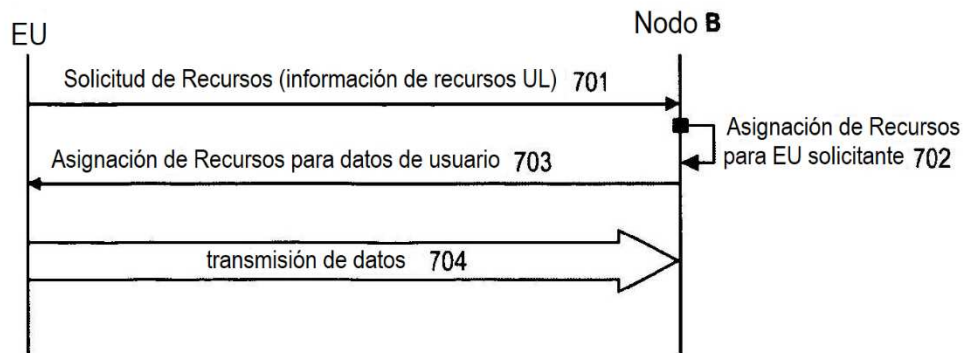 EU
Nodo B
Solicitud de Recursos (información de recursos UL) 701
Asignación de Recursos
para EU solicitante 702
Asignación de Recursos para datos de usuario 703
transmisión de datos 704